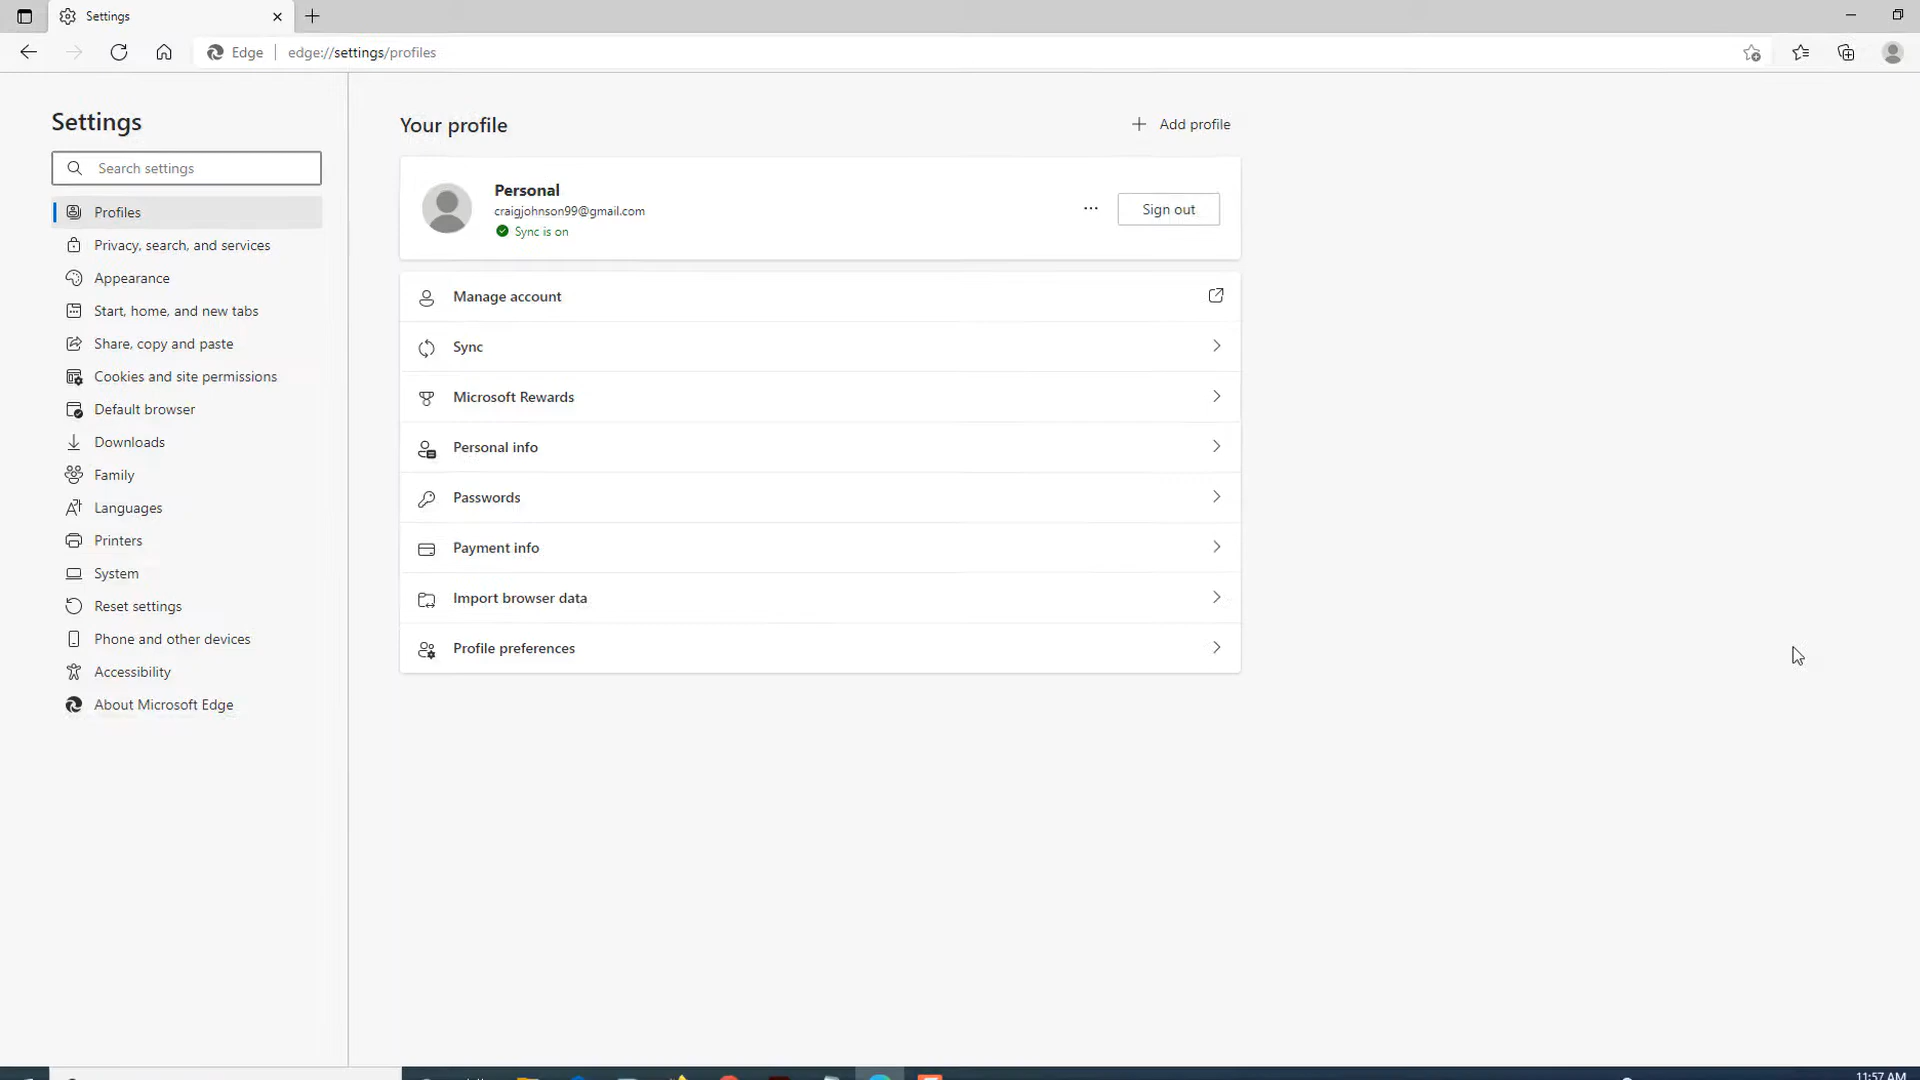 Settings
Edge
edge://settings/profiles
Settings
Search settings
Profiles
Privacy, search, and services
Appearance
Start, home, and new tabs
Share, copy and paste
Cookies and site permissions
Default browser
Downloads
Family
Languages
Printers
System
Reset settings
Phone and other devices
Accessibility
About Microsoft Edge
Your profile
Add profile
Personal
craigjohnson99@gmail.com
Sync is on
Sign out
Manage account
Sync
Microsoft Rewards
Personal info
Passwords
Payment info
Import browser data
Profile preferences
11:57 AM